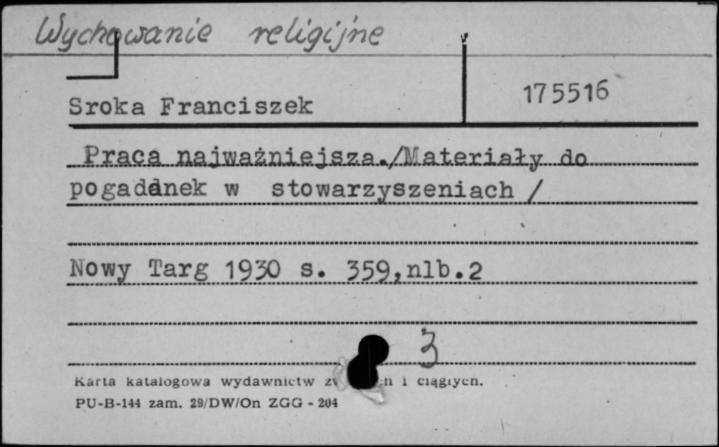 Wychowanie religijne
175516
Sroka Franciszek
Praca najważniejsza./Materiały do
pogadanek w stowarzyszeniach /
Nowy Targ 1930 s. 359,nlb.2
3
Karta katalogowa wydawnictw i ciągłych.
PU-B-144 zam. 29/DW/On ZGG - 204